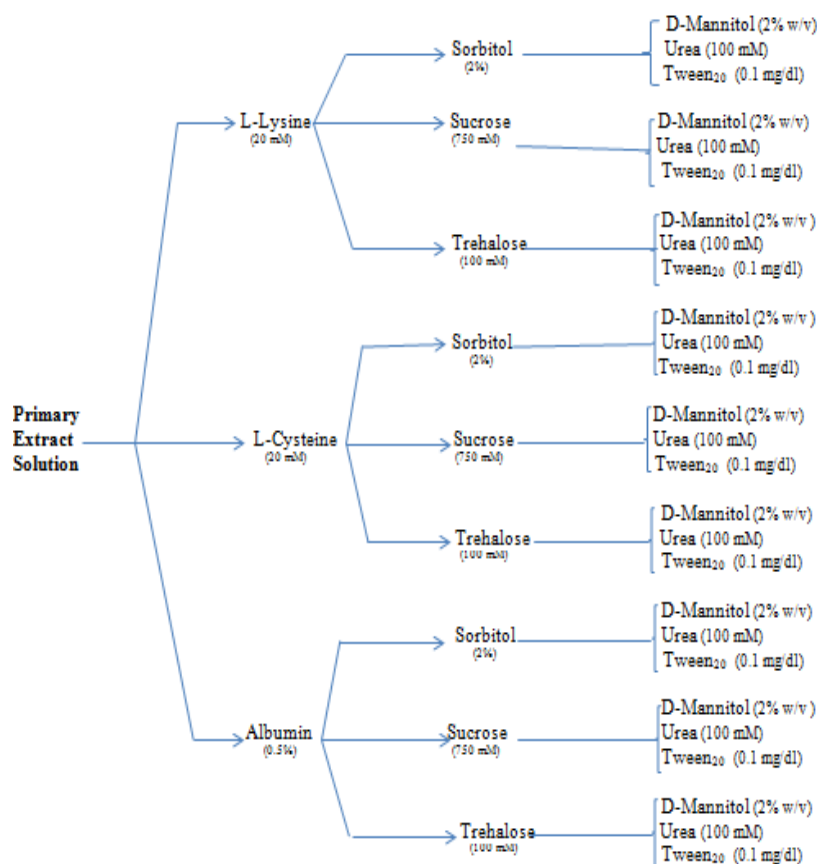 D-Mannitol (2% w/v)
Sorbitol
Urea (100 mM)
(2%)
Tween₂₀ (0.1 mg/dl)
L-Lysine
(20 mM)
Sucrose
(750 mM)
D-Mannitol (2% w/v)
Urea (100 mM)
Tween₂₀ (0.1 mg/dl)
Trehalose
(100 mM)
D-Mannitol (2% w/v)
Urea (100 mM)
Tween₂₀ (0.1 mg/dl)
Sorbitol
(2%)
D-Mannitol (2% w/v)
Urea (100 mM)
Tween₂₀ (0.1 mg/dl)
Primary
Extract
Solution
L-Cysteine
(20 mM)
Sucrose
(750 mM)
D-Mannitol (2% w/v)
Urea (100 mM)
Tween₂₀ (0.1 mg/dl)
Trehalose
(100 mM)
D-Mannitol (2% w/v)
Urea (100 mM)
Tween₂₀ (0.1 mg/dl)
Sorbitol
(2%)
D-Mannitol (2% w/v)
Urea (100 mM)
Tween₂₀ (0.1 mg/dl)
Albumin
(0.5%)
Sucrose
(750 mM)
D-Mannitol (2% w/v)
Urea (100 mM)
Tween₂₀ (0.1 mg/dl)
Trehalose
(100 mM)
D-Mannitol (2% w/v)
Urea (100 mM)
Tween₂₀ (0.1 mg/dl)